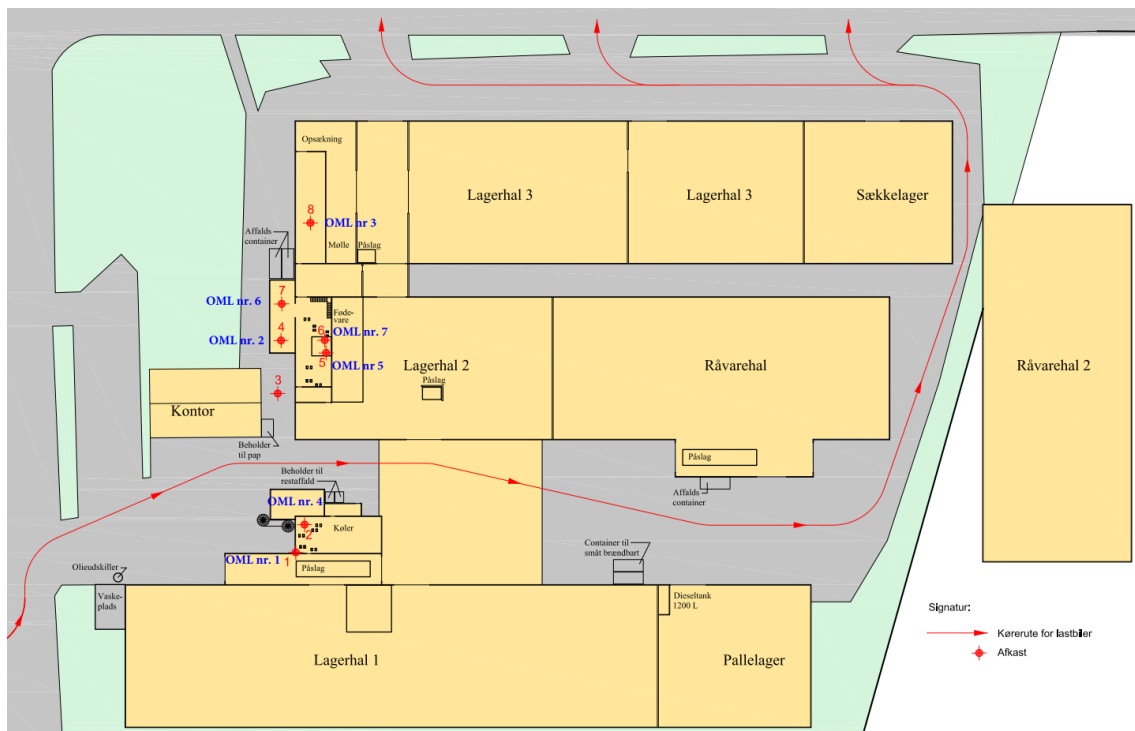 Opsækning
Lagerhal 3
Lagerhal 3
Sækkelager
8
OML nr 3
Affalds
container
Mølle
Påslag
7
OML nr. 6
Føde-
vare
4
6
OML nr. 7
OML nr. 2
5
OML nr 5
Lagerhal 2
Råvarehal
Råvarehal 2
Påslag
3
Kontor
Beholder
til pap
Påslag
Beholder til
restaffald
Affalds
container
OML nr. 4
Køler
2
OML nr. 1
1
Påslag
Container til
småt brændbart
Olieudskiller
Vaske-
plads
Dieseltank
1200 L
Signatur:
Kørerute for lastbiler
Afkast
Lagerhal 1
Pallelager